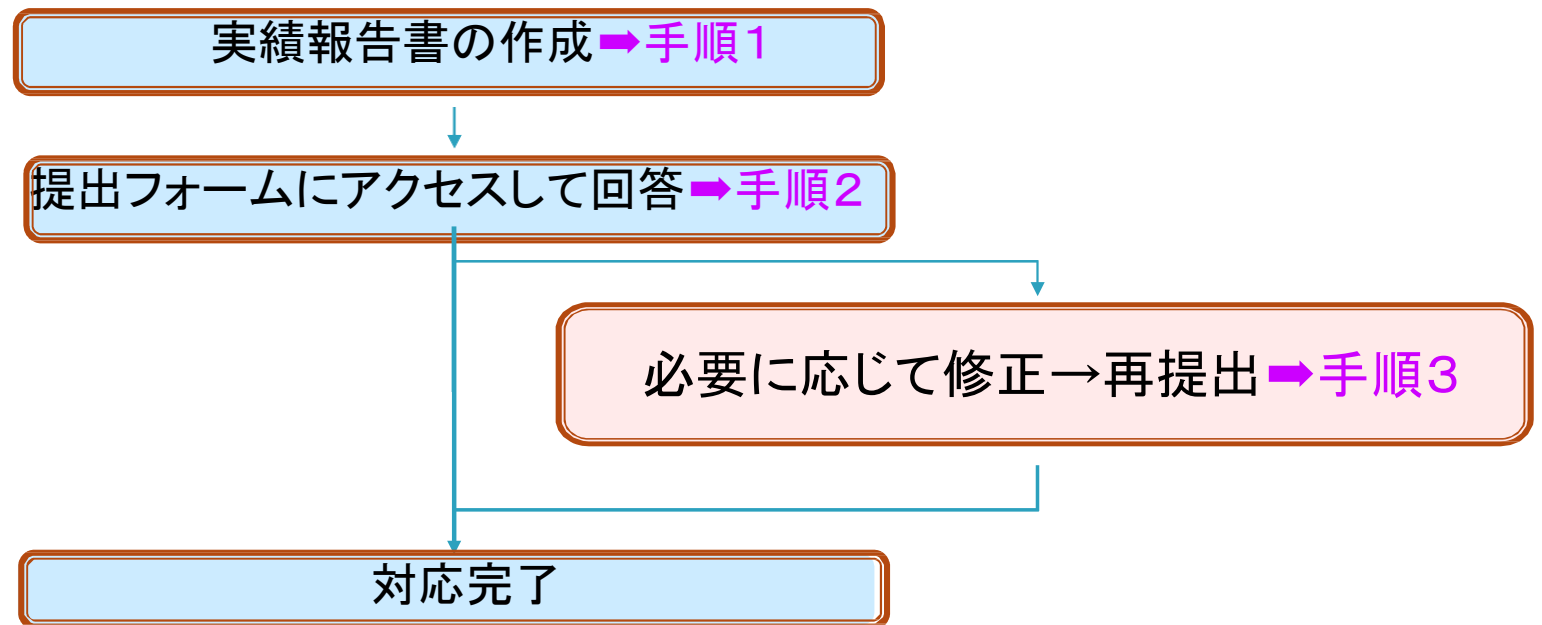 実績報告書の作成➡手順１
提出フォームにアクセスして回答➡手順２
必要に応じて修正→再提出➡手順３
対応完了